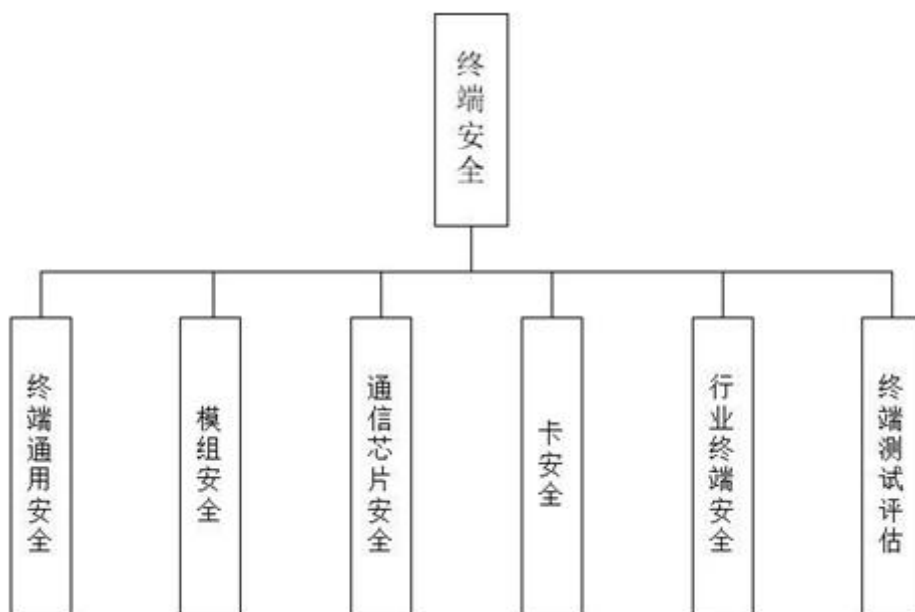 终端安全
终端通用安全
模组安全
通信芯片安全
卡安全
行业终端安全
终端测试评估